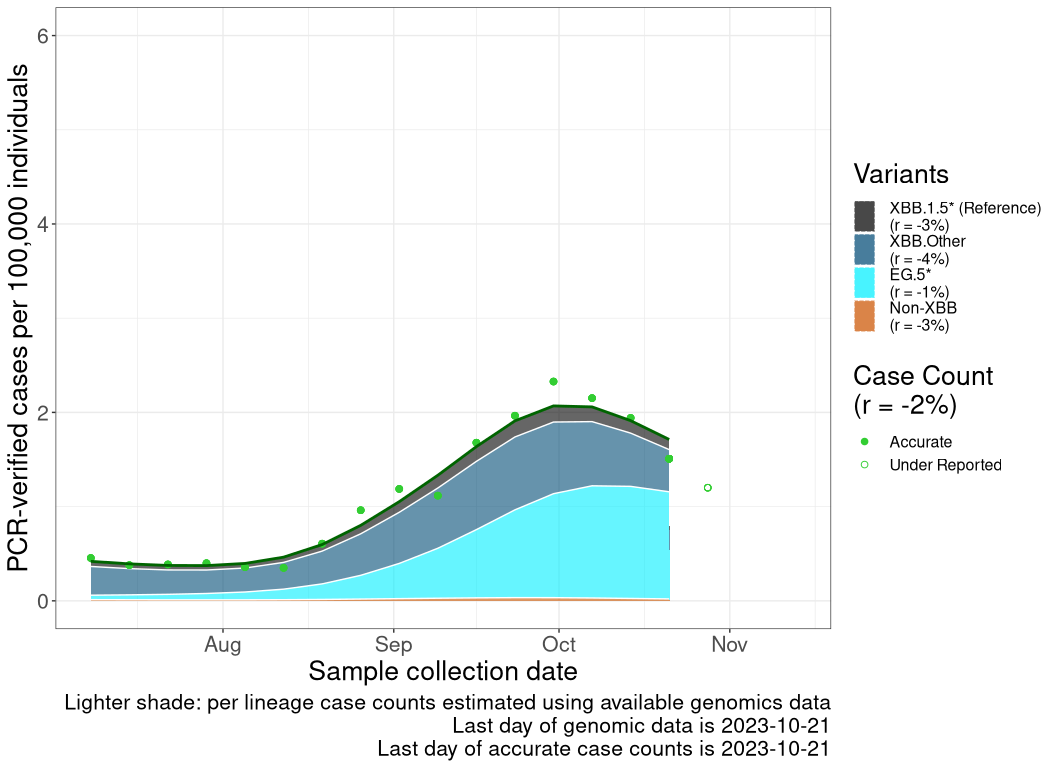 PCR-verified cases per 100,000 individuals
6
4
2
0
Aug
Sep
Oct
Nov
Sample collection date
Lighter shade: per lineage case counts estimated using available genomics data
Last day of genomic data is 2023-10-21
Last day of accurate case counts is 2023-10-21
Variants
XBB.1.5* (Reference)
(r = -3%)
XBB.Other
(r = -4%)
EG.5*
(r = -1%)
Non-XBB
(r = -3%)
Case Count
(r = -2%)
Accurate
Under Reported